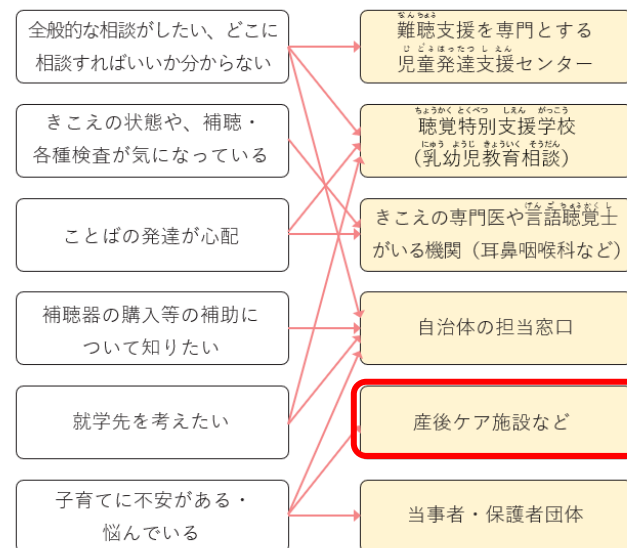 全般的な相談がしたい、どこに
相談すればいいか分からない
きこえの状態や、補聴・
各種検査が気になっている
ことばの発達が心配
補聴器の購入等の補助に
ついて知りたい
就学先を考えたい
子育てに不安がある・
悩んでいる
なんちょう
難聴支援を専門とする
じどうはったつしえん
児童発達支援センター
ちょうかく とくべつ しえん がっこう
聴覚特別支援学校
にゅう ようじ きょういく そうだん
(乳幼児教育相談)
げんごちょうかくし
きこえの専門医や言語聴覚士
がいる機関（耳鼻咽喉科など）
自治体の担当窓口
産後ケア施設など
当事者・保護者団体